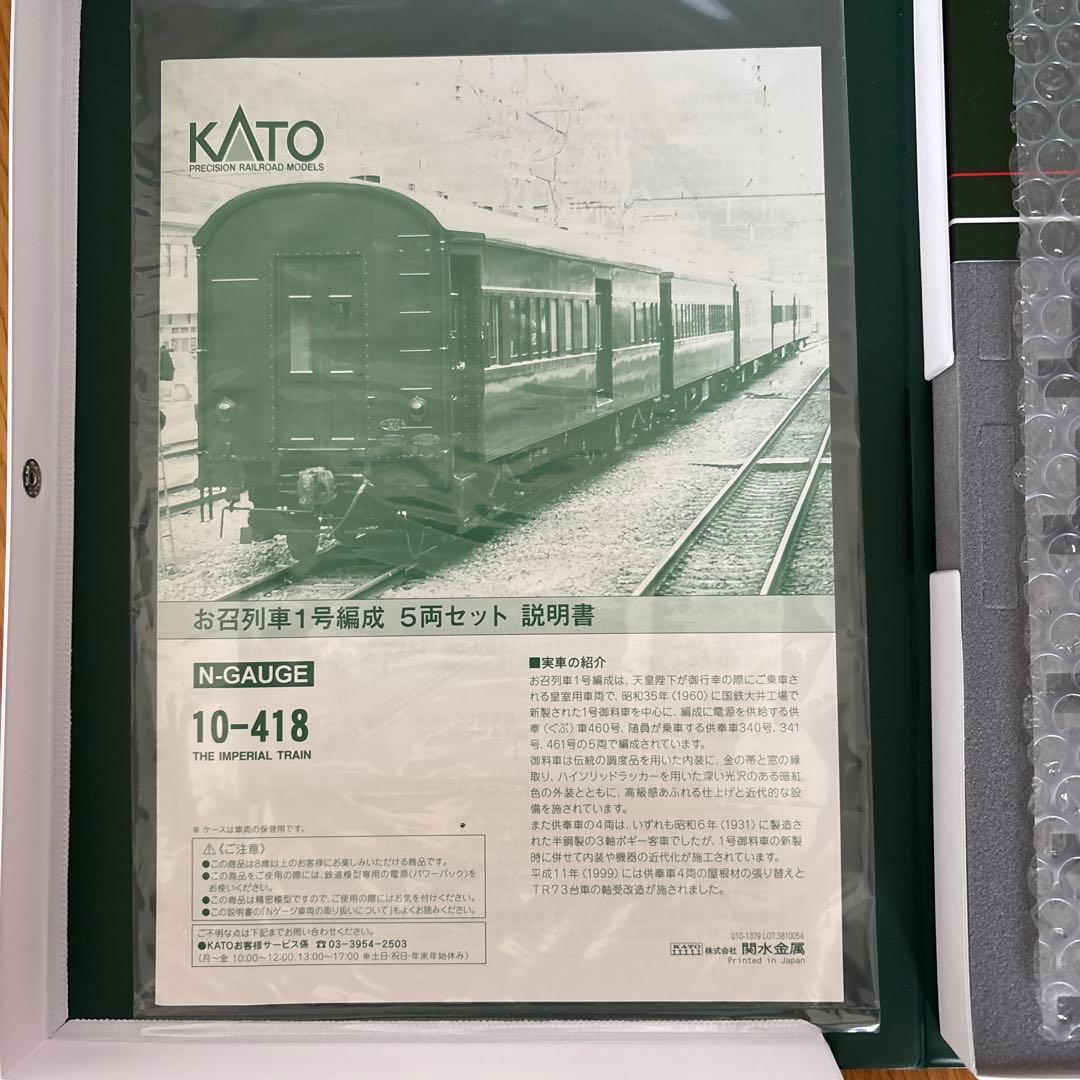 KATO
PRECISION RAILROAD-MODELS
お召列車1号編成 5両セット 説明書
N-GAUGE
10-418
THE IMPERIAL TRAIN
※ ケースは車両の保管用です。
⚠《ご注意》
●この商品は8歳以上のお客様にお楽しみいただける商品です。
●この商品をご使用の際には、鉄道模型専用の電源(パワーパック)を
お使いください。
●この商品は精密模型ですので、ご使用の際にはお気を付けください。
●この説明書の「Nゲージ車両の取り扱いについて」もよくお読みください。
ご不明な点は下記までお問い合わせください。
●KATOお客様サービス係 ☎03-3954-2503
(月〜金 10:00〜12:00、13:00〜17:00 ※土日・祝日・年末年始休み)
■実車の紹介
お召列車1号編成は、天皇陛下が御行幸の際にご乗車さ
れる皇室用車両で、昭和35年(1960)に国鉄大井工場で
新製された1号御料車を中心に、編成に電源を供給する供
奉(ぐぶ)車460号、随員が乗車する供奉車340号、341
号、461号の5両で編成されています。
御料車は伝統の調度品を用いた内装に、金の帯と窓の縁
取り、ハイソリッドラッカーを用いた深い光沢のある暗紅
色の外装とともに、高級感あふれる仕上げと近代的な設
備を施されています。
また供奉車の4両は、いずれも昭和6年(1931)に製造さ
れた半鋼製の3軸ボギー客車でしたが、1号御料車の新製
時に併せて内装や機器の近代化が施工されています。
平成11年(1999)には供奉車4両の屋根材の張り替えと
TR73台車の軸受改造が施されました。
010-1379 LOT:3810054
KATO 株式会社 関水金属
Printed in Japan